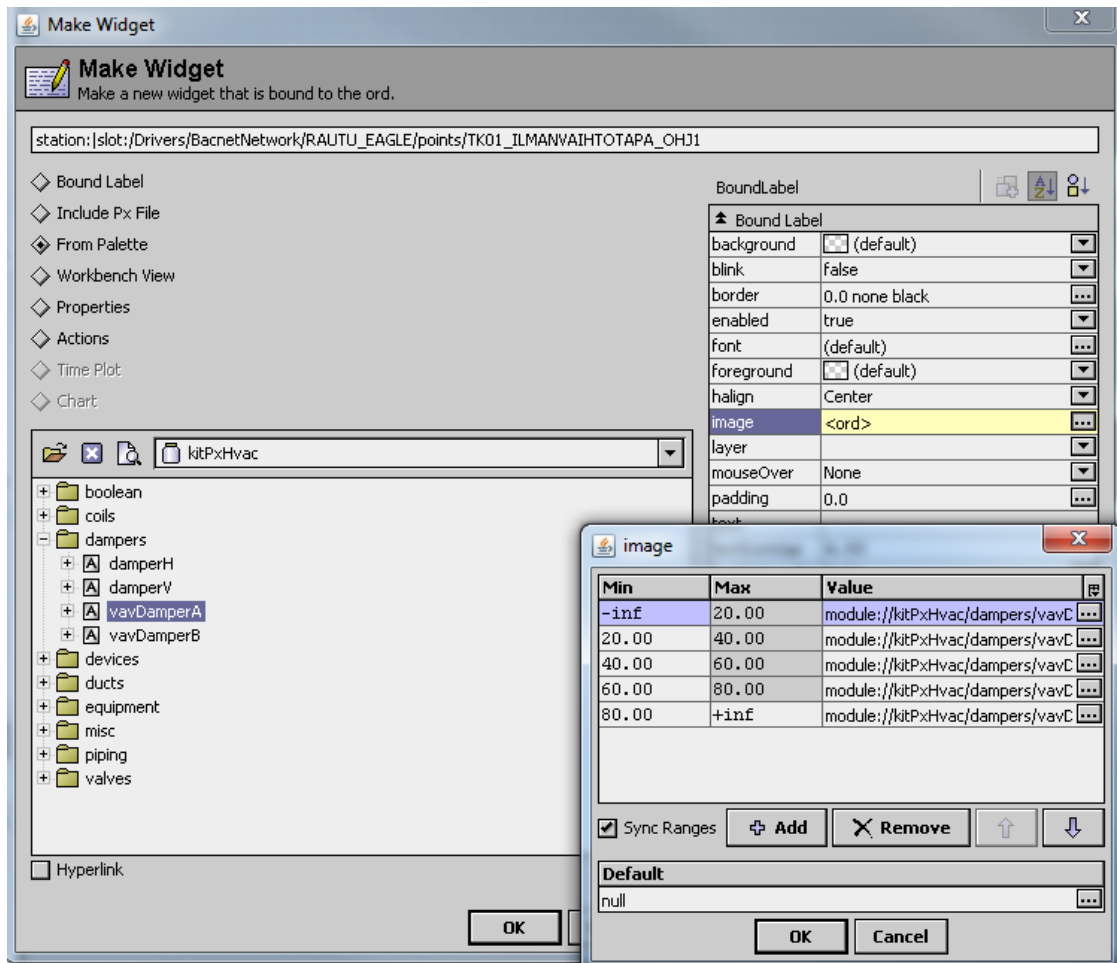 Make Widget
Make Widget
Make a new widget that is bound to the ord.
station:|slot:/Drivers/BacnetNetwork/RAUTU_EAGLE/points/TK01_ILMANVAIHTOTAPA_OHJ1
Bound Label
Include Px File
From Palette
Workbench View
Properties
Actions
Time Plot
Chart
kitPxHvac
boolean
coils
dampers
damperH
damperV
vavDamperA
vavDamperB
devices
ducts
equipment
misc
piping
valves
Hyperlink
OK
BoundLabel
Bound Label
background (default)
blink false
border 0.0 none black
enabled true
font (default)
foreground (default)
halign Center
image <ord>
layer
mouseOver None
padding 0.0
text
image
Min Max Value
-inf 20.00 module://kitPxHvac/dampers/vavD
20.00 40.00 module://kitPxHvac/dampers/vavD
40.00 60.00 module://kitPxHvac/dampers/vavD
60.00 80.00 module://kitPxHvac/dampers/vavD
80.00 +inf module://kitPxHvac/dampers/vavD
Sync Ranges Add Remove
Default
null
OK Cancel